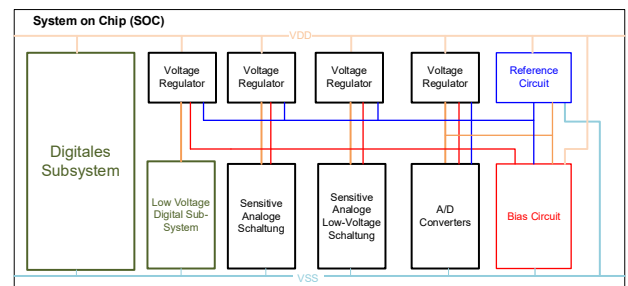 System on Chip (SOC)
VDD
Digitales
Subsystem
Voltage
Regulator
Voltage
Regulator
Voltage
Regulator
Voltage
Regulator
Reference
Circuit
Low Voltage
Digital Sub-
System
Sensitive
Analoge
Schaltung
Sensitive
Analoge
Low-Voltage
Schaltung
A/D
Converters
Bias Circuit
VSS